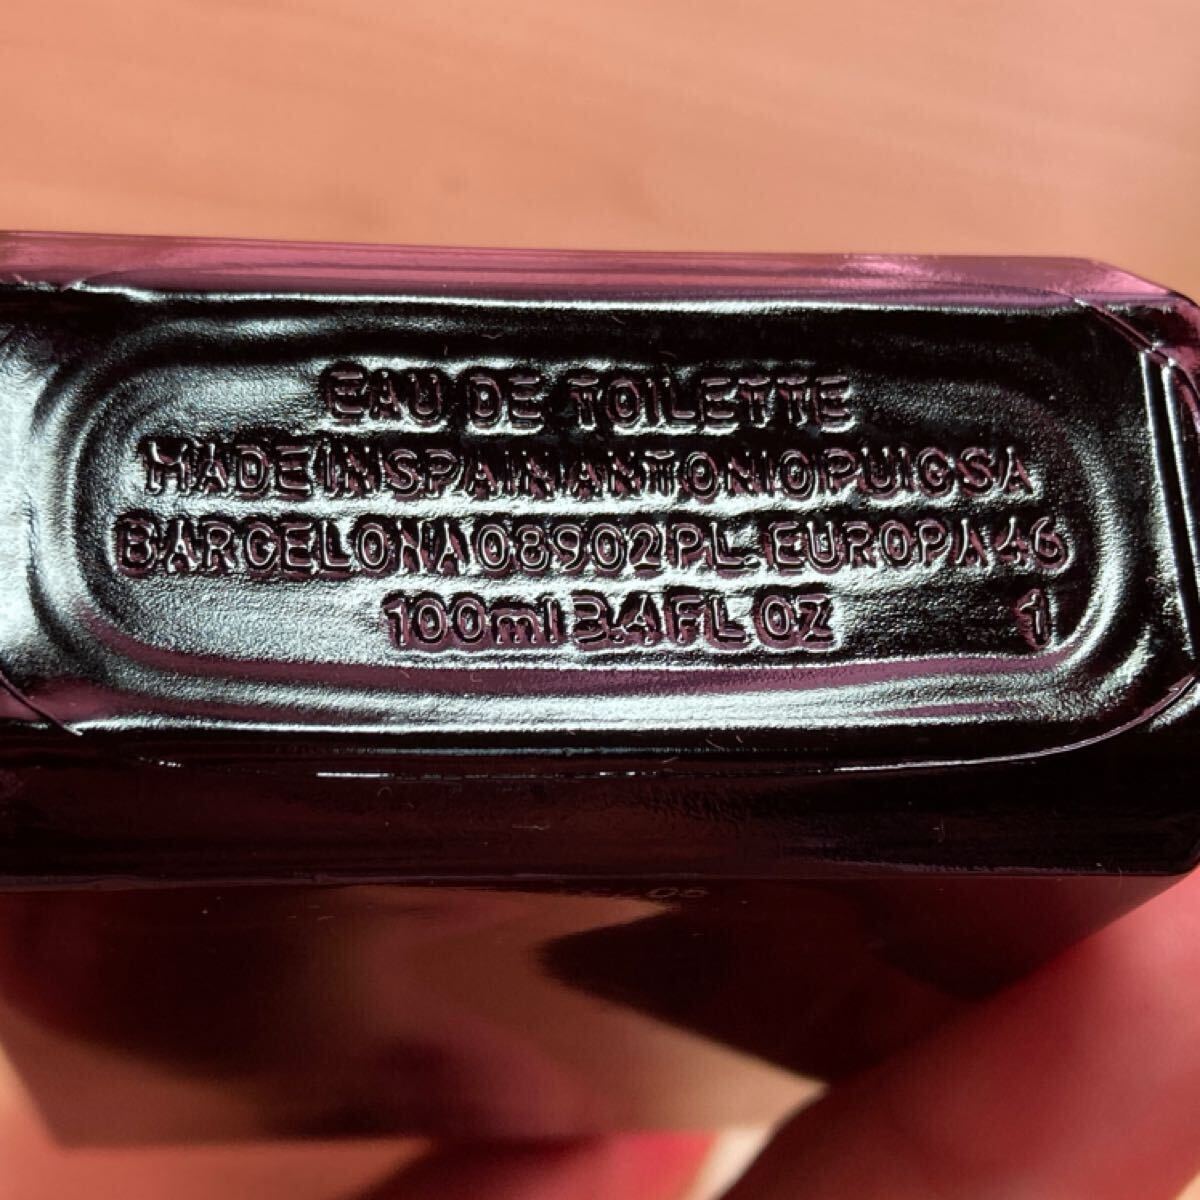 EAU DE TOILETTE
MADE IN SPAIN ANTONIO PUIG SA
BARCELONA 08902 PL. EUROPA 46
100ml 3.4 FL OZ 1